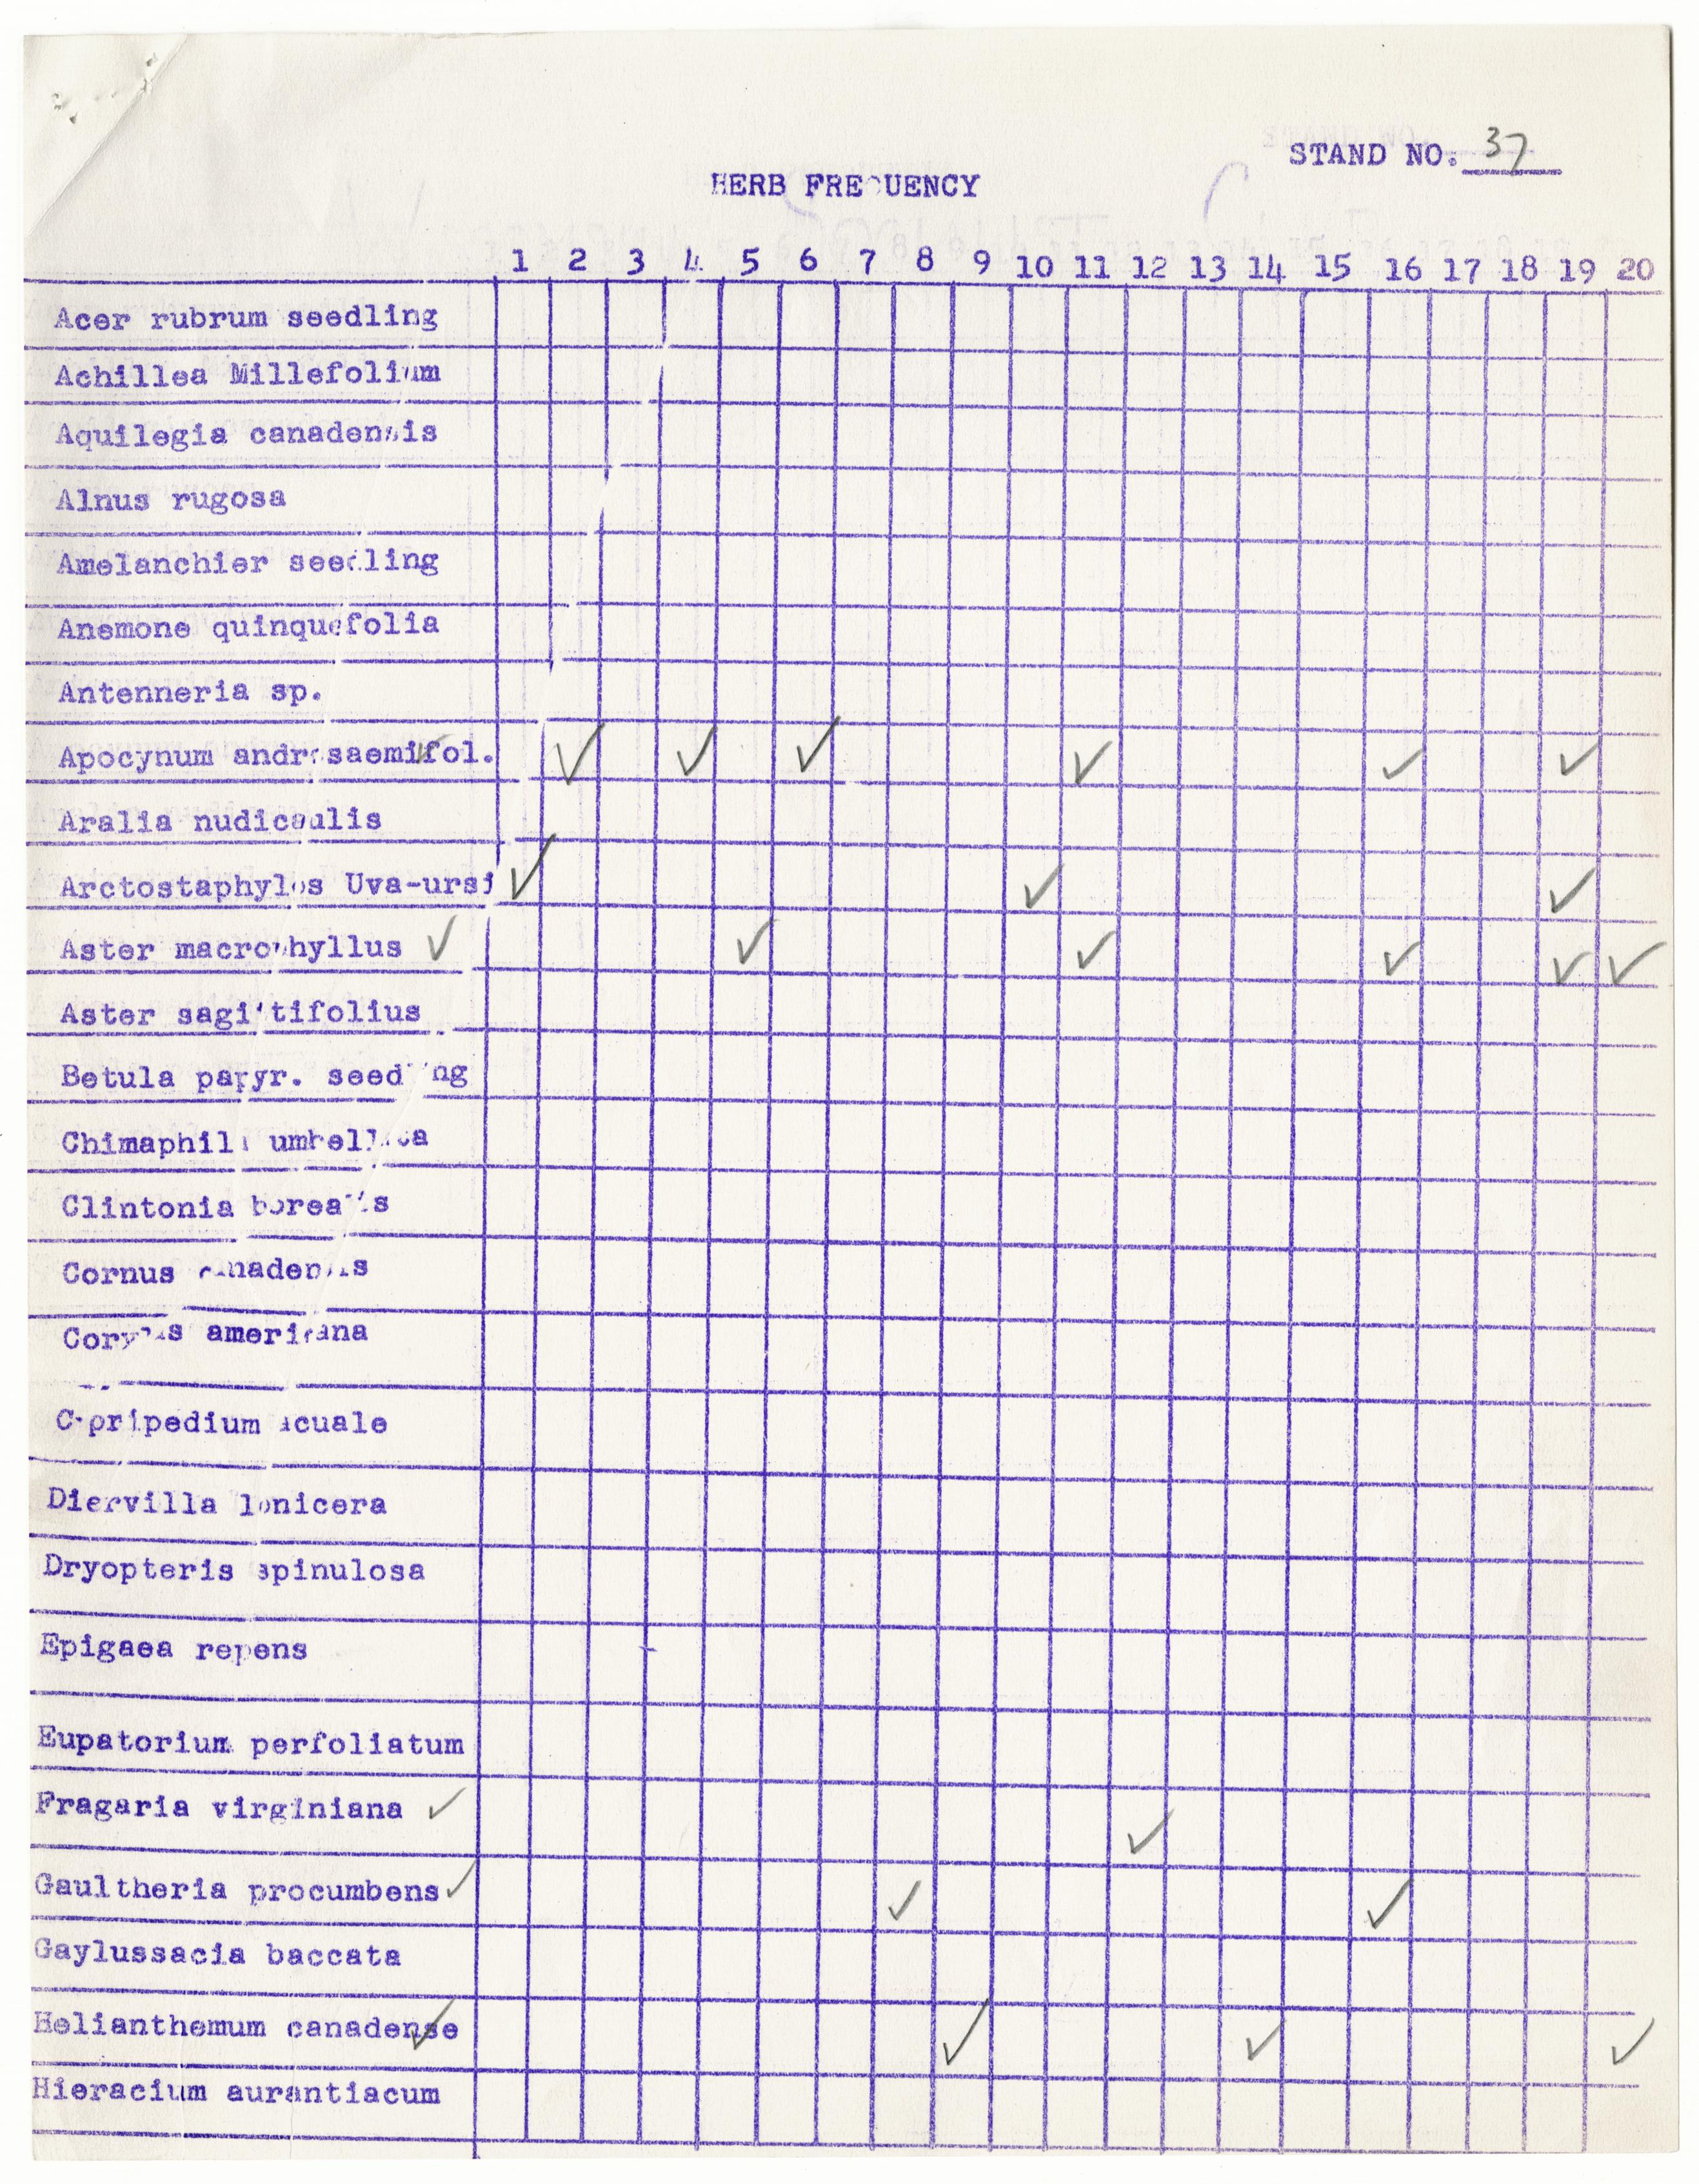 STAND NO. 37
HERB FREQUENCY
1 2 3 4 5 6 7 8 9 10 11 12 13 14 15 16 17 18 19 20
Acer rubrum seedling
Achillea Millefolium
Aquilegia canadensis
Alnus rugosa
Amelanchier seedling
Anemone quinquefolia
Antenneria sp.
Apocynum androsaemifol. ✓ ✓ ✓ ✓ ✓ ✓ ✓
Aralia nudicaulis
Arctostaphylos Uva-ursi ✓ ✓ ✓
Aster macrophyllus ✓ ✓ ✓ ✓ ✓ ✓
Aster sagittifolius
Betula papyr. seedling
Chimaphila umbellata
Clintonia borealis
Cornus canadensis
Corylus americana
Cypripedium acuale
Diervilla lonicera
Dryopteris spinulosa
Epigaea repens
Eupatorium perfoliatum
Fragaria virginiana ✓ ✓
Gaultheria procumbens ✓ ✓ ✓
Gaylussacia baccata
Helianthemum canadense ✓ ✓ ✓ ✓
Hieracium aurantiacum